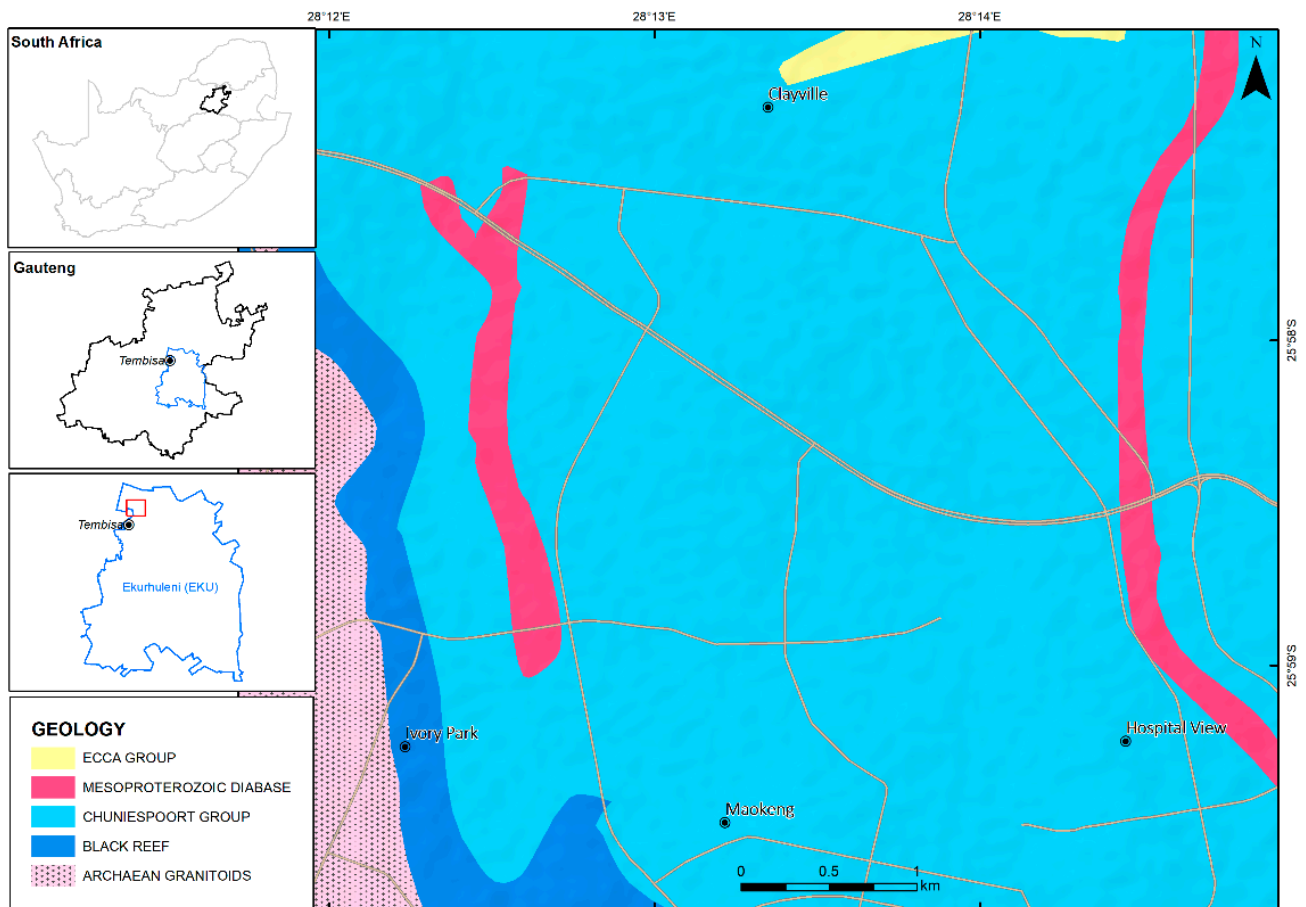 28°12'E
28°13'E
28°14'E
South Africa
N
Clayville
Gauteng
Tembisa
25°58'S
Tembisa
Ekurhuleni (EKU)
25°59'S
GEOLOGY
ECCA GROUP
MESOPROTEROZOIC DIABASE
CHUNIESPOORT GROUP
BLACK REEF
ARCHAEAN GRANITOIDS
Ivory Park
Hospital View
Maokeng
0 0.5 1
km